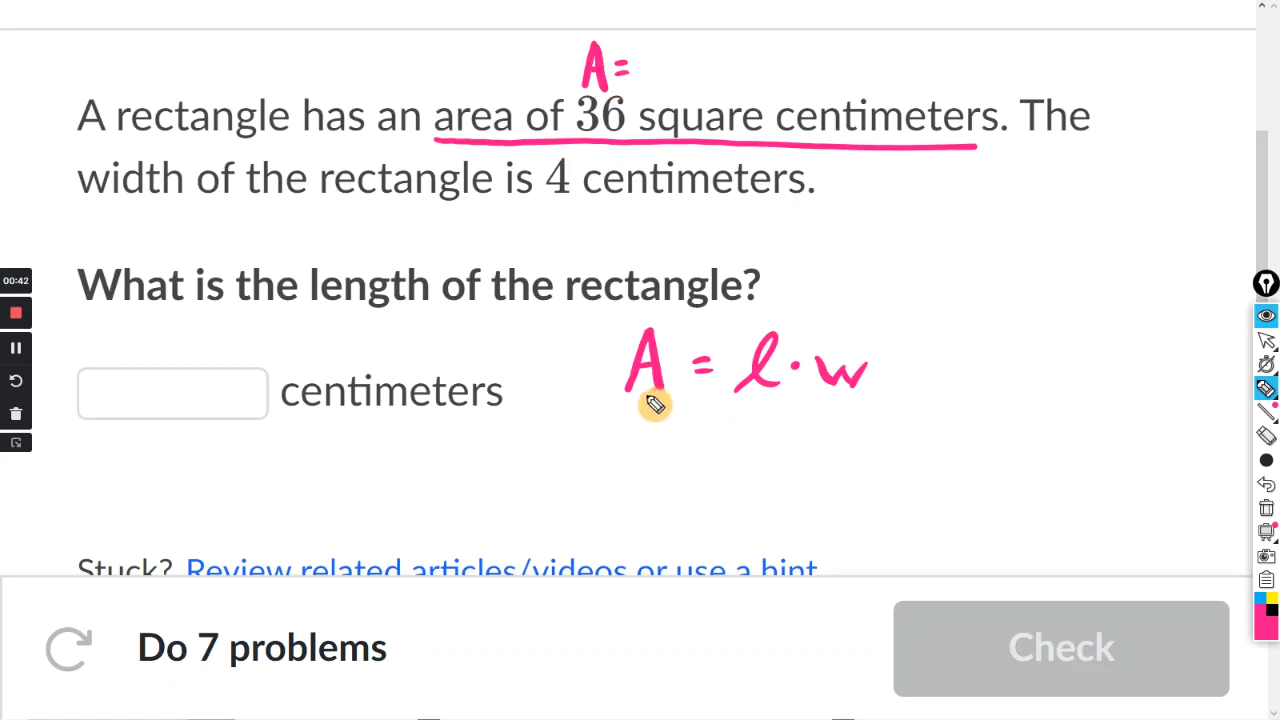 A=
A rectangle has an area of 36 square centimeters. The
width of the rectangle is 4 centimeters.
What is the length of the rectangle?
00:42
centimeters
A = l · w
Stuck? Review related articles/videos or use a hint
Do 7 problems
Check